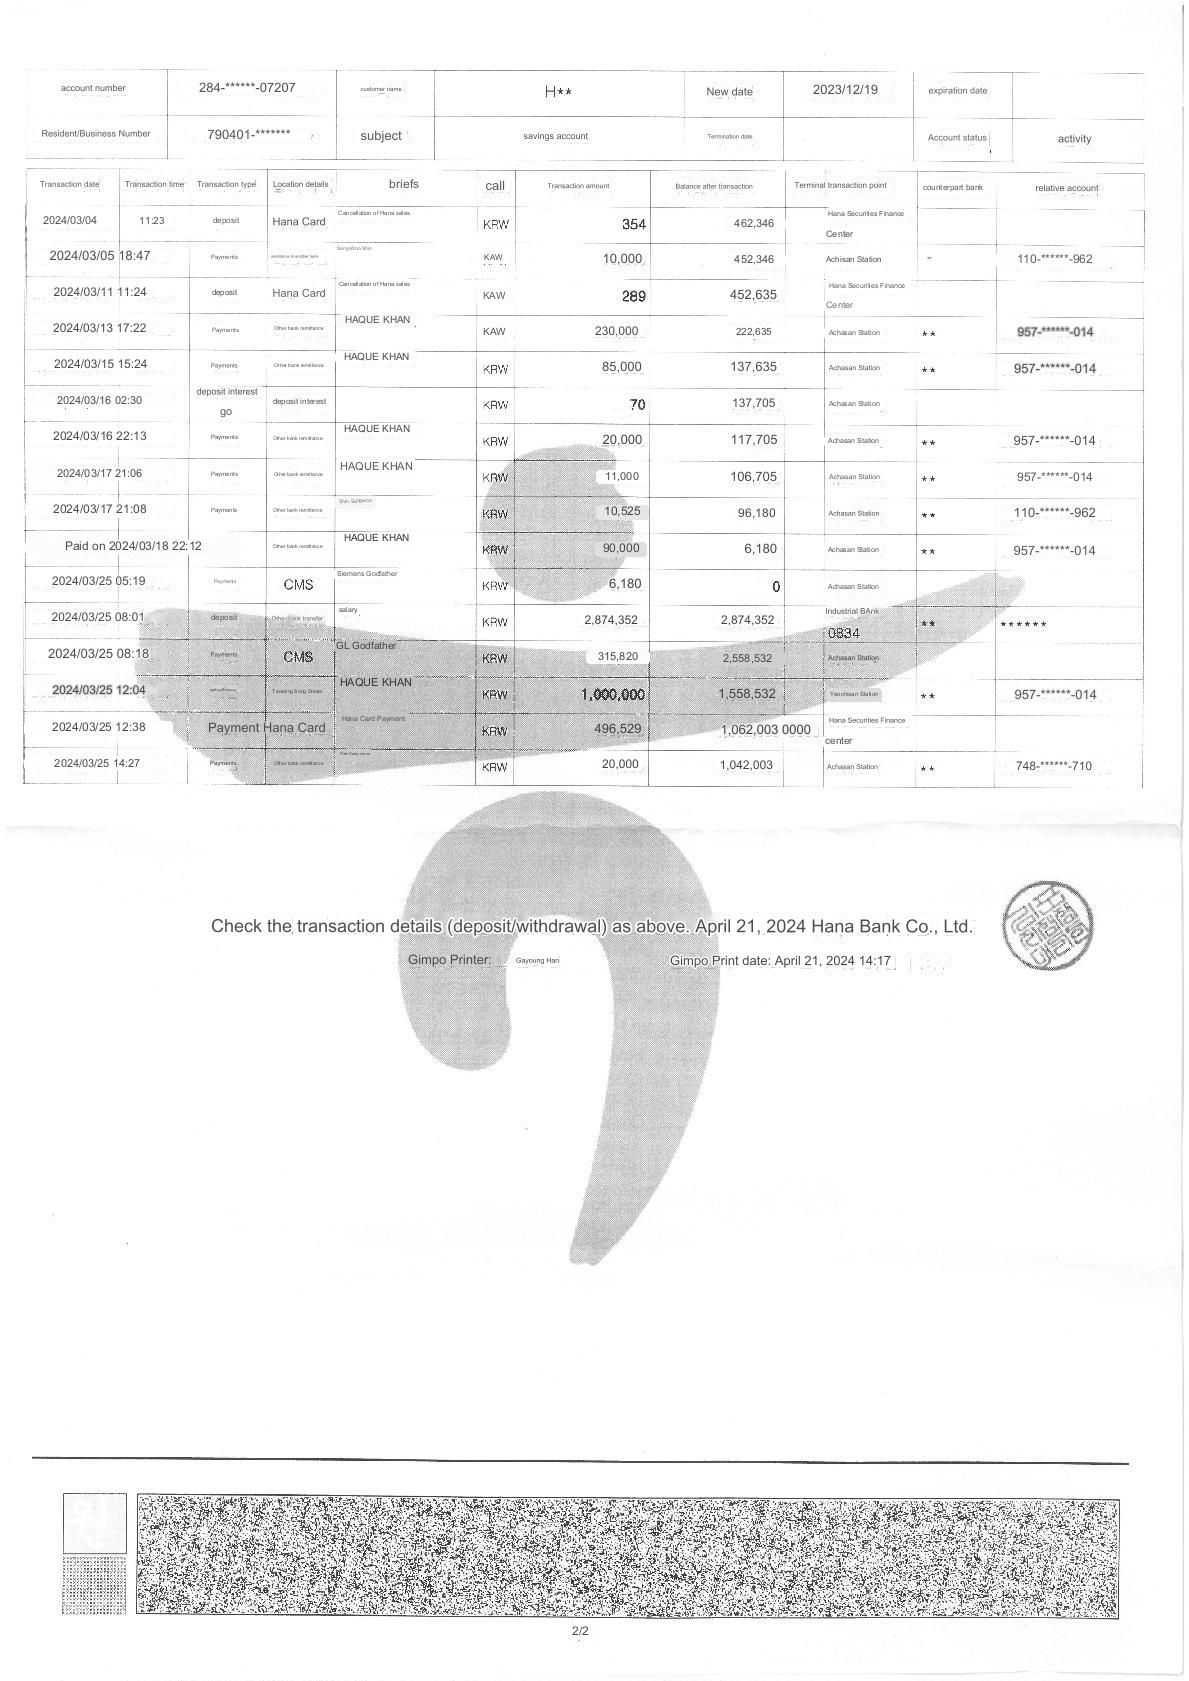 account number 284-******-07207 customer name H** New date 2023/12/19 expiration date
Resident/Business Number 790401-******* subject savings account Termination date Account status activity
Transaction date Transaction time Transaction type Location details briefs call Transaction amount Balance after transaction Terminal transaction point counterpart bank relative account
2024/03/04 11:23 deposit Hana Card Cancellation of Hana sales KRW 354 462,346 Hana Securities Finance Center
2024/03/05 18:47 Payments remittance to another bank Sang-Woo Shin KAW 10,000 452,346 Achisan Station 110-******-962
2024/03/11 11:24 deposit Hana Card Cancellation of Hana sales KAW 289 452,635 Hana Securities Finance Center
2024/03/13 17:22 Payments Other bank remittance HAQUE KHAN KAW 230,000 222,635 Achasan Station ** 957-******-014
2024/03/15 15:24 Payments Other bank remittance HAQUE KHAN KRW 85,000 137,635 Achasan Station ** 957-******-014
2024/03/16 02:30 deposit interest go deposit interest KRW 70 137,705 Achasan Station
2024/03/16 22:13 Payments Other bank remittance HAQUE KHAN KRW 20,000 117,705 Achasan Station ** 957-******-014
2024/03/17 21:06 Payments Other bank remittance HAQUE KHAN KRW 11,000 106,705 Achasan Station ** 957-******-014
2024/03/17 21:08 Payments Other bank remittance Shin Sangwoo KRW 10,525 96,180 Achasan Station ** 110-******-962
Paid on 2024/03/18 22:12 Other bank remittance HAQUE KHAN KRW 90,000 6,180 Achasan Station ** 957-******-014
2024/03/25 05:19 Payments CMS Siemens Godfather KRW 6,180 0 Achasan Station
2024/03/25 08:01 deposit Other bank transfer salary KRW 2,874,352 2,874,352 Industrial BAnk 0834 ** ******
2024/03/25 08:18 Payments CMS GL Godfather KRW 315,820 2,558,532 Achasan Station
2024/03/25 12:04 HAQUE KHAN KRW 1,000,000 1,558,532 Yeochisan Station ** 957-******-014
2024/03/25 12:38 Payment Hana Card Hana Card Payment KRW 496,529 1,062,003 0000 Hana Securities Finance center
2024/03/25 14:27 Payments Other bank remittance KRW 20,000 1,042,003 Achasan Station ** 748-******-710
Check the transaction details (deposit/withdrawal) as above. April 21, 2024 Hana Bank Co., Ltd.
Gimpo Printer: Gayoung Han Gimpo Print date: April 21, 2024 14:17
2/2